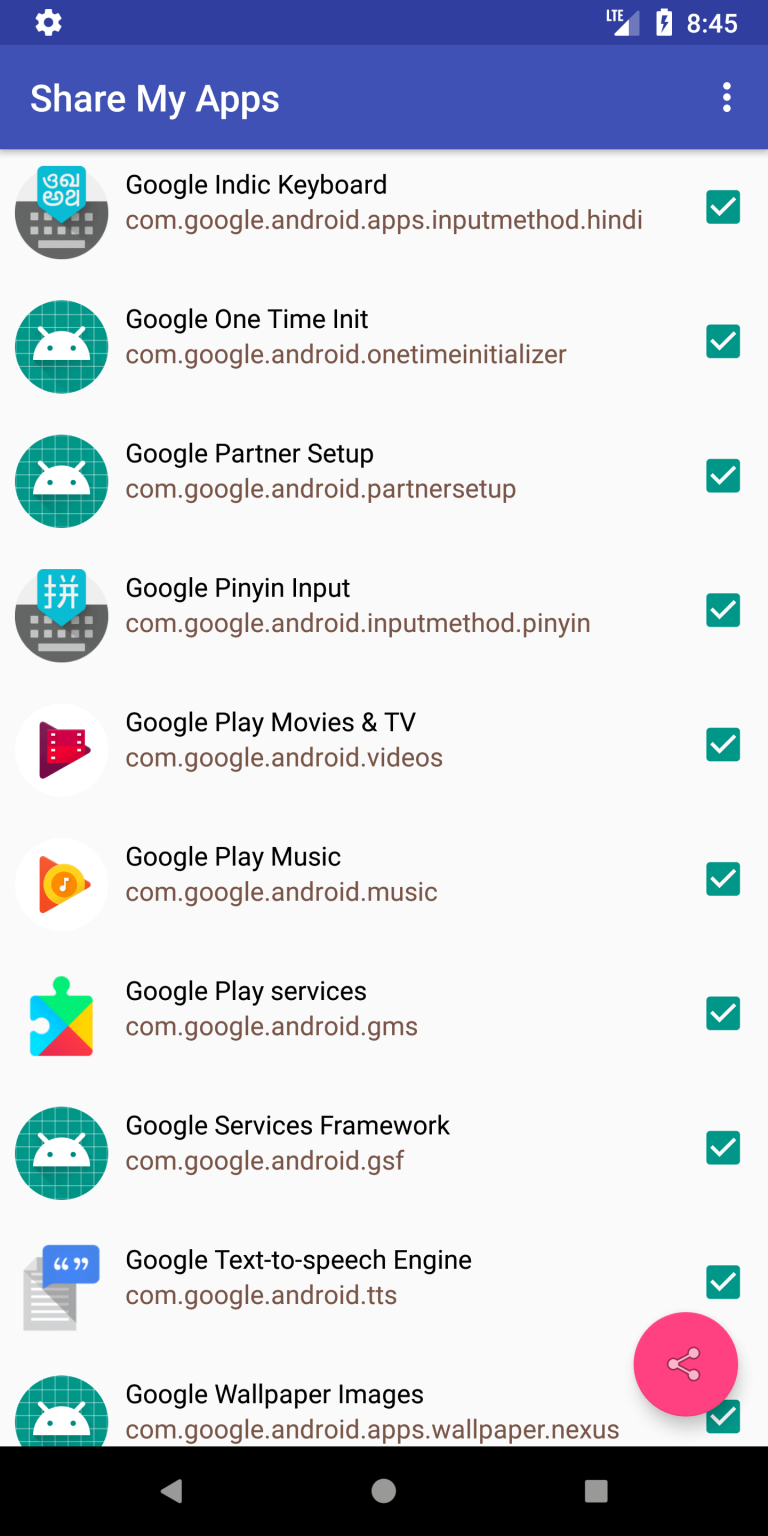 LTE 8:45
Share My Apps
ওখ
అథ
Google Indic Keyboard
com.google.android.apps.inputmethod.hindi
Google One Time Init
com.google.android.onetimeinitializer
Google Partner Setup
com.google.android.partnersetup
拼
Google Pinyin Input
com.google.android.inputmethod.pinyin
Google Play Movies & TV
com.google.android.videos
Google Play Music
com.google.android.music
Google Play services
com.google.android.gms
Google Services Framework
com.google.android.gsf
Google Text-to-speech Engine
com.google.android.tts
Google Wallpaper Images
com.google.android.apps.wallpaper.nexus